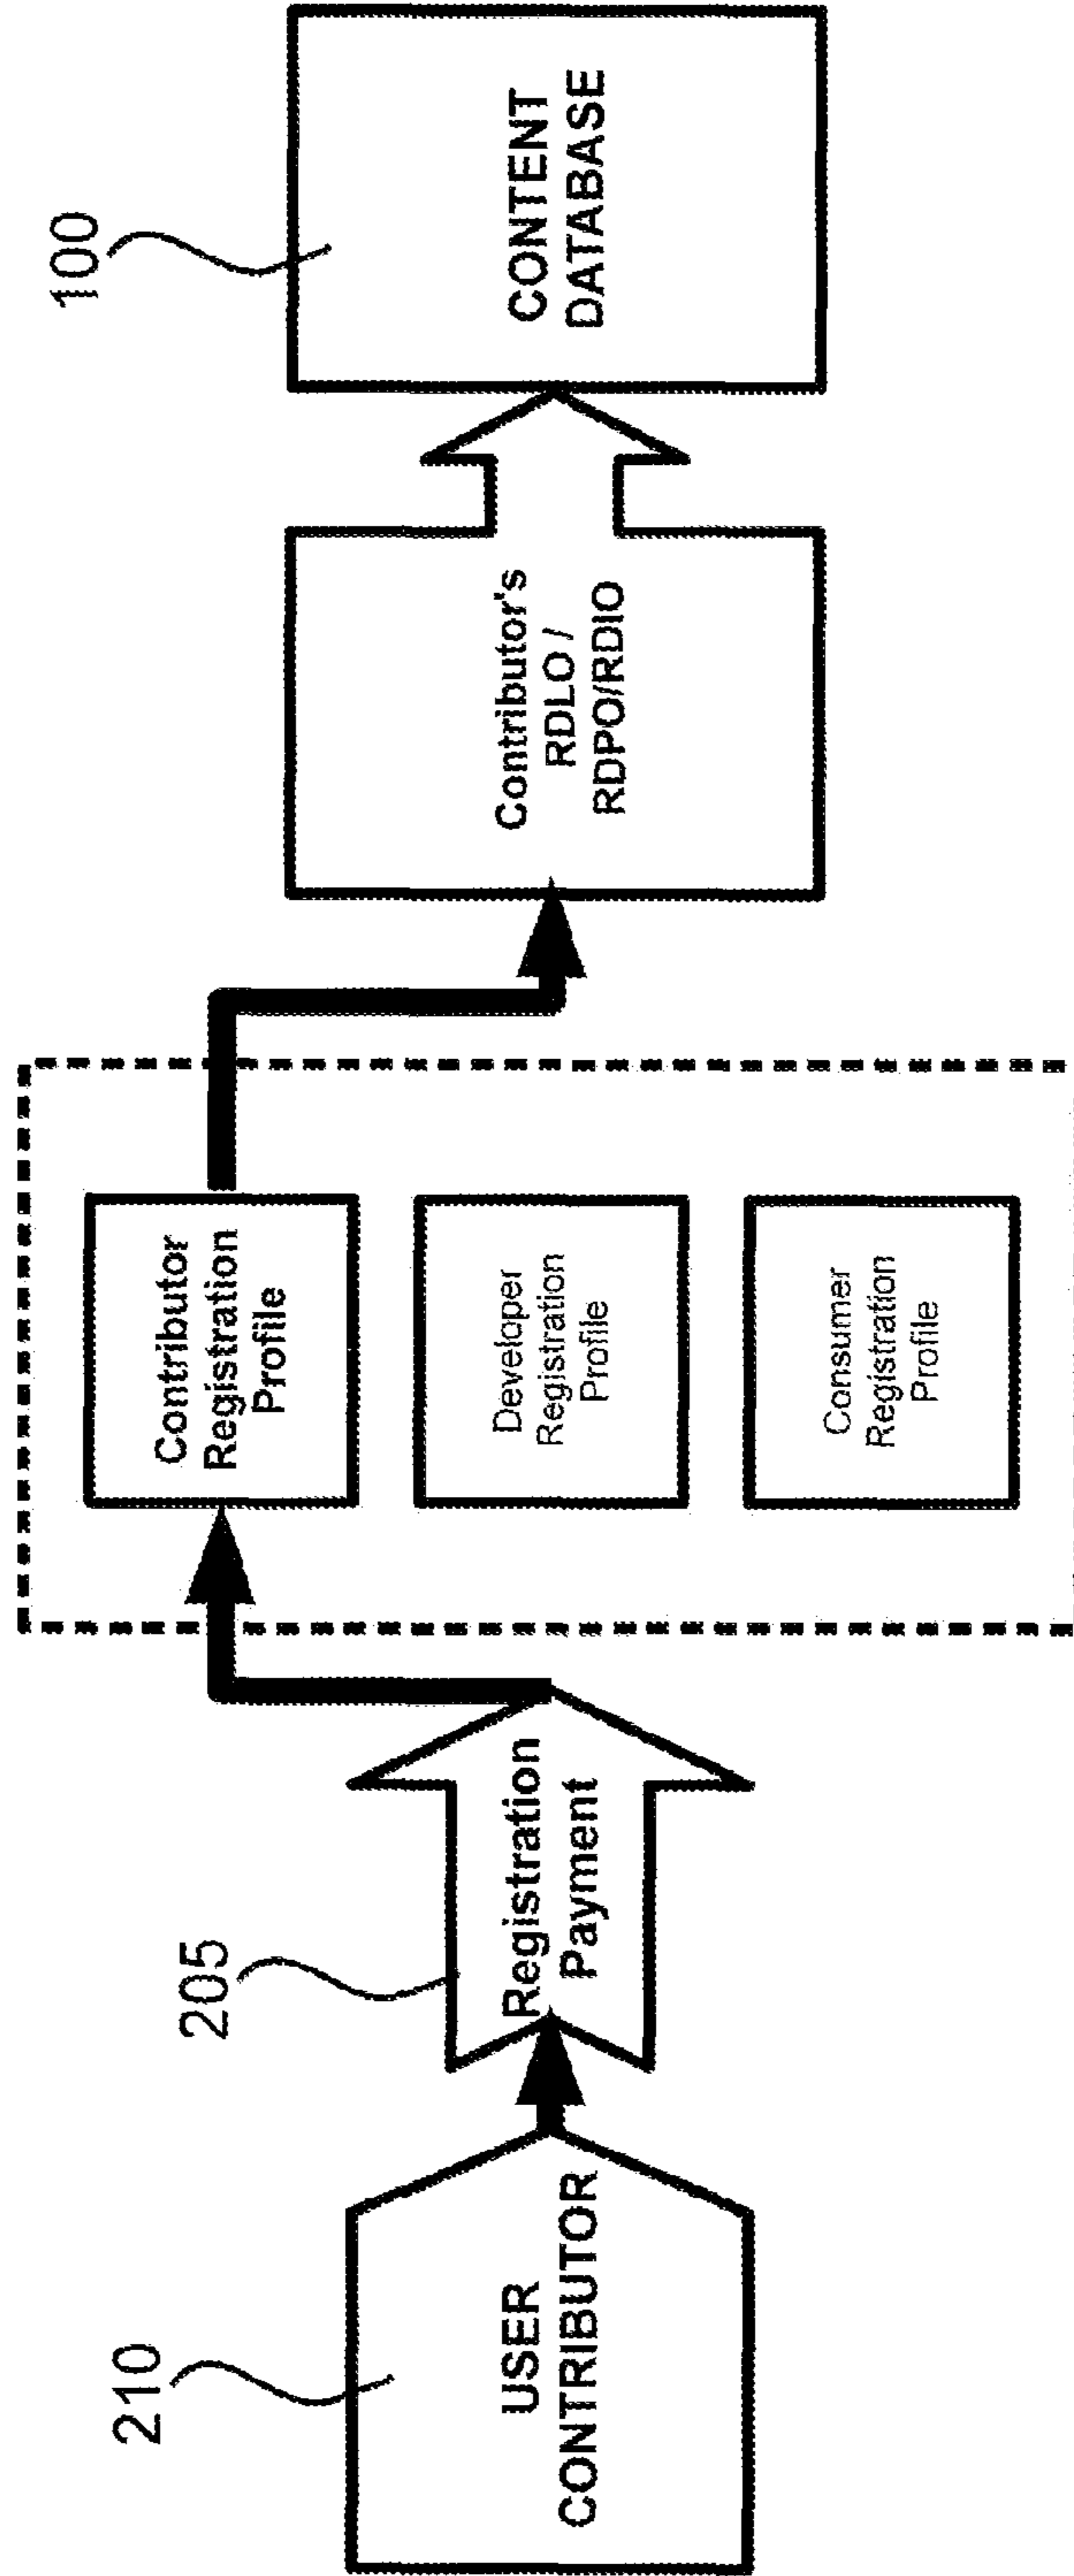 210
USER
CONTRIBUTOR
205
Registration
Payment
Contributor
Registration
Profile
Developer
Registration
Profile
Consumer
Registration
Profile
Contributor's
RDLO /
RDPO/RDIO
100
CONTENT
DATABASE